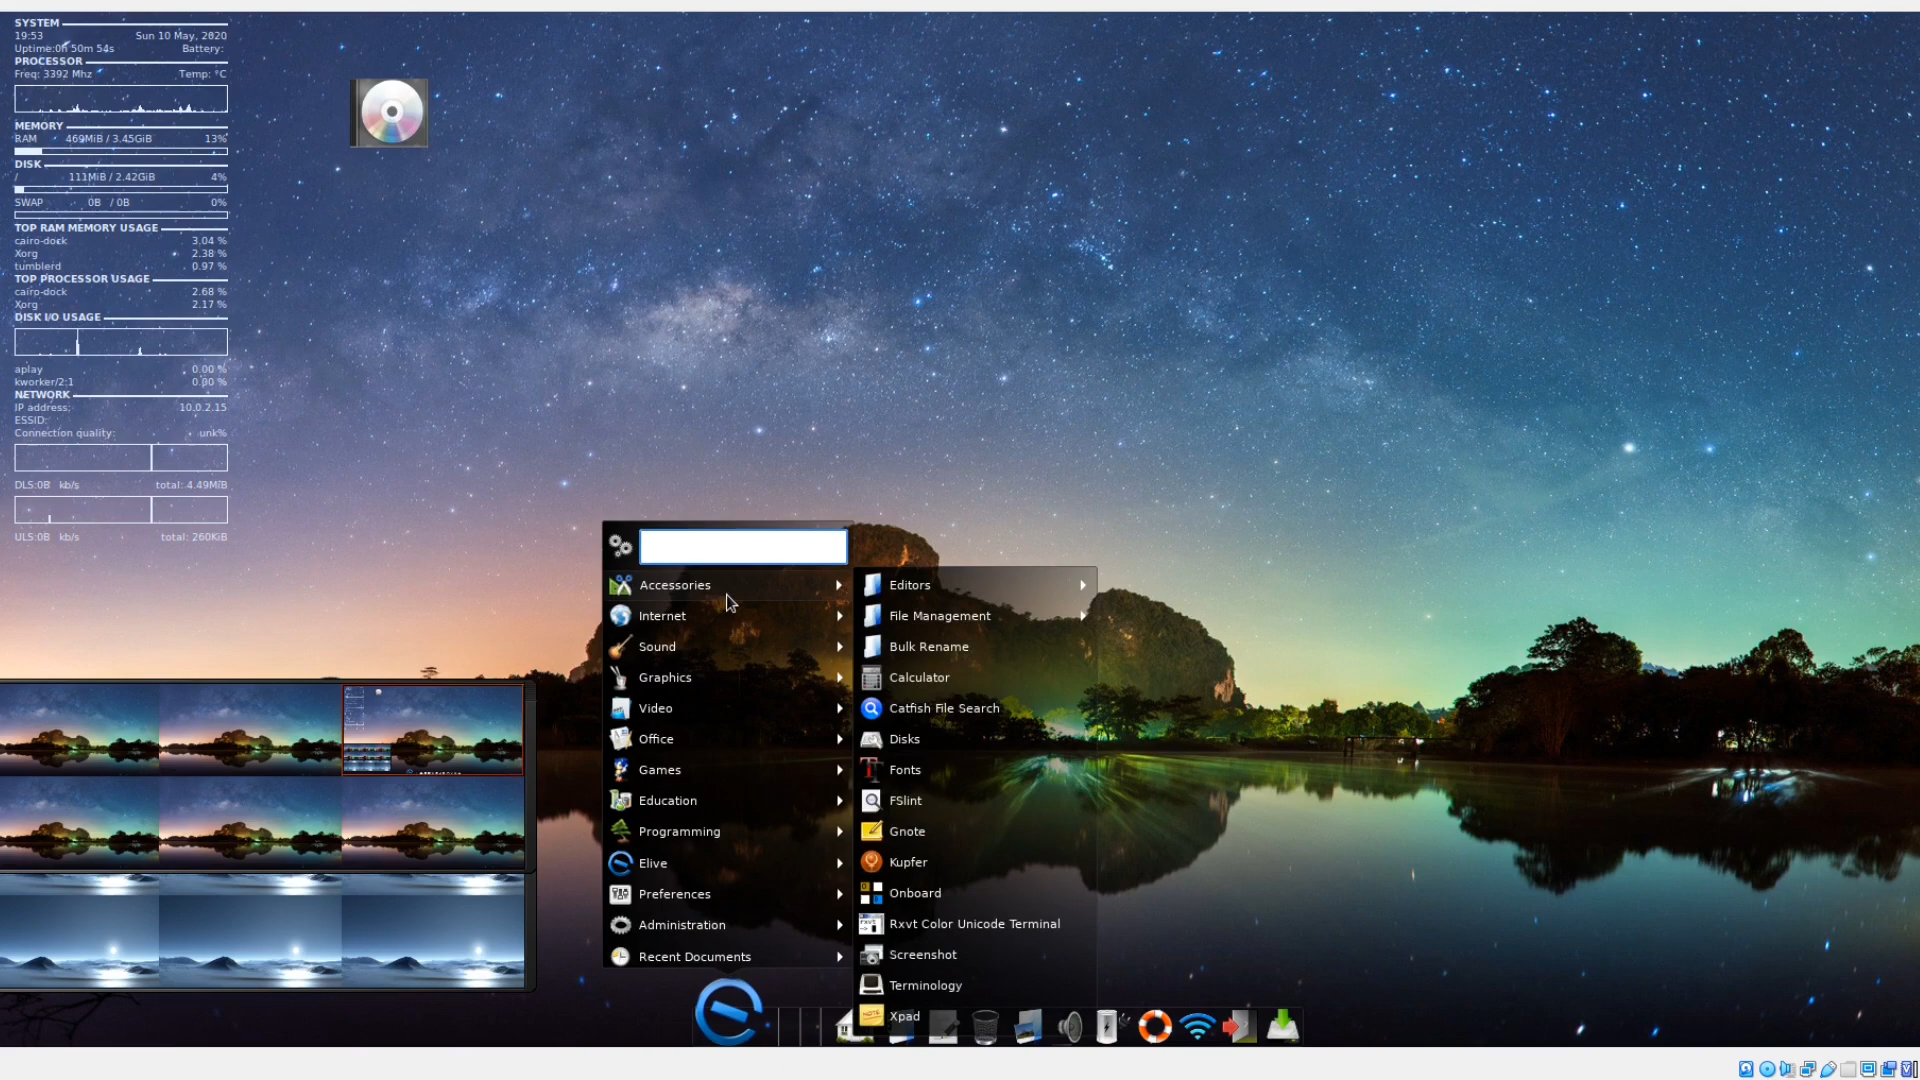 SYSTEM
19:53 Sun 10 May, 2020
Uptime:0h 50m 54s Battery:
PROCESSOR
Freq: 3392 Mhz Temp: °C
MEMORY
RAM 469MiB / 3.45GiB 13%
DISK
/ 111MiB / 2.42GiB 4%
SWAP 0B / 0B 0%
TOP RAM MEMORY USAGE
cairo-dock 3.04 %
Xorg 2.38 %
tumblerd 0.97 %
TOP PROCESSOR USAGE
cairo-dock 2.68 %
Xorg 2.17 %
DISK I/O USAGE
aplay 0.00 %
kworker/2:1 0.00 %
NETWORK
IP address: 10.0.2.15
ESSID:
Connection quality: unk%
DLS:0B kb/s total: 4.49MiB
ULS:0B kb/s total: 260KiB
Accessories
Internet
Sound
Graphics
Video
Office
Games
Education
Programming
Elive
Preferences
Administration
Recent Documents
Editors
File Management
Bulk Rename
Calculator
Catfish File Search
Disks
Fonts
FSlint
Gnote
Kupfer
Onboard
Rxvt Color Unicode Terminal
Screenshot
Terminology
Xpad